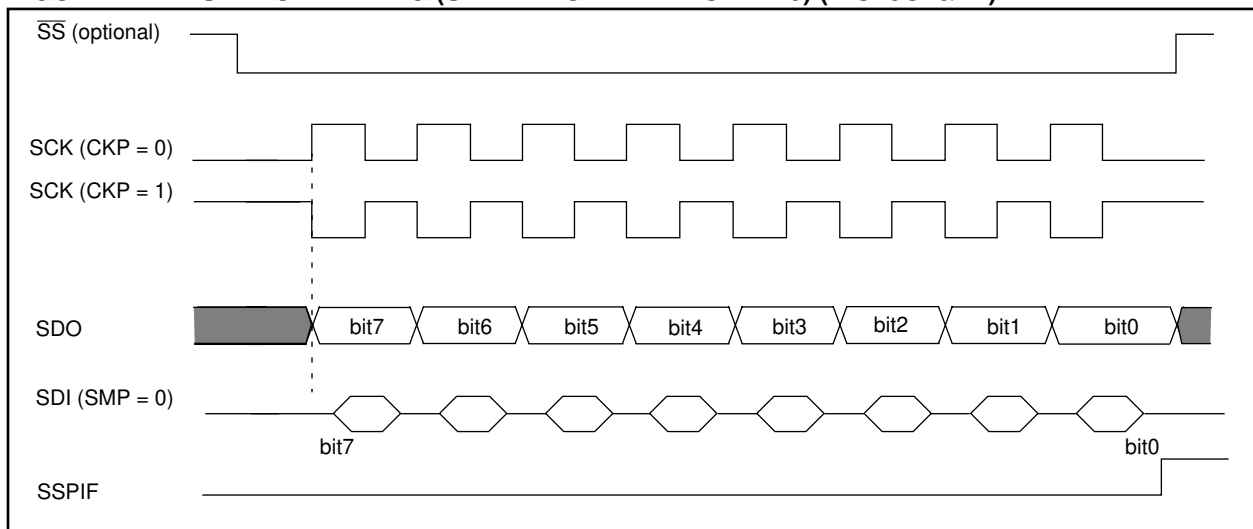 SS (optional)
SCK (CKP = 0)
SCK (CKP = 1)
SDO
bit7 bit6 bit5 bit4 bit3 bit2 bit1 bit0
SDI (SMP = 0)
bit7 bit0
SSPIF